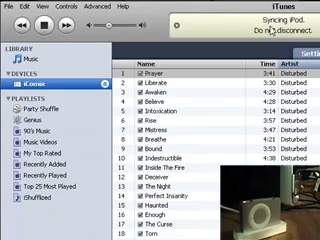 File Edit View Controls Store Advanced Help
iTunes
Syncing iPod.
Do not disconnect.
LIBRARY
Music
DEVICES
PLAYLISTS
Party Shuffle
Genius
90's Music
Music Videos
My Top Rated
Recently Added
Recently Played
Top 25 Most Played
iShuffled
Name Time Artist
1 Prayer 3:41 Disturbed
2 Liberate 3:30 Disturbed
3 Awaken 4:29 Disturbed
4 Believe 4:28 Disturbed
5 Intoxication 3:14 Disturbed
6 Rise 3:57 Disturbed
7 Mistress 3:47 Disturbed
8 Breathe 4:21 Disturbed
9 Bound 3:53 Disturbed
10 Indestructible 4:38 Disturbed
11 Inside The Fire
12 Deceiver
13 The Night
14 Perfect Insanity
15 Haunted
16 Enough
17 The Curse
18 Torn